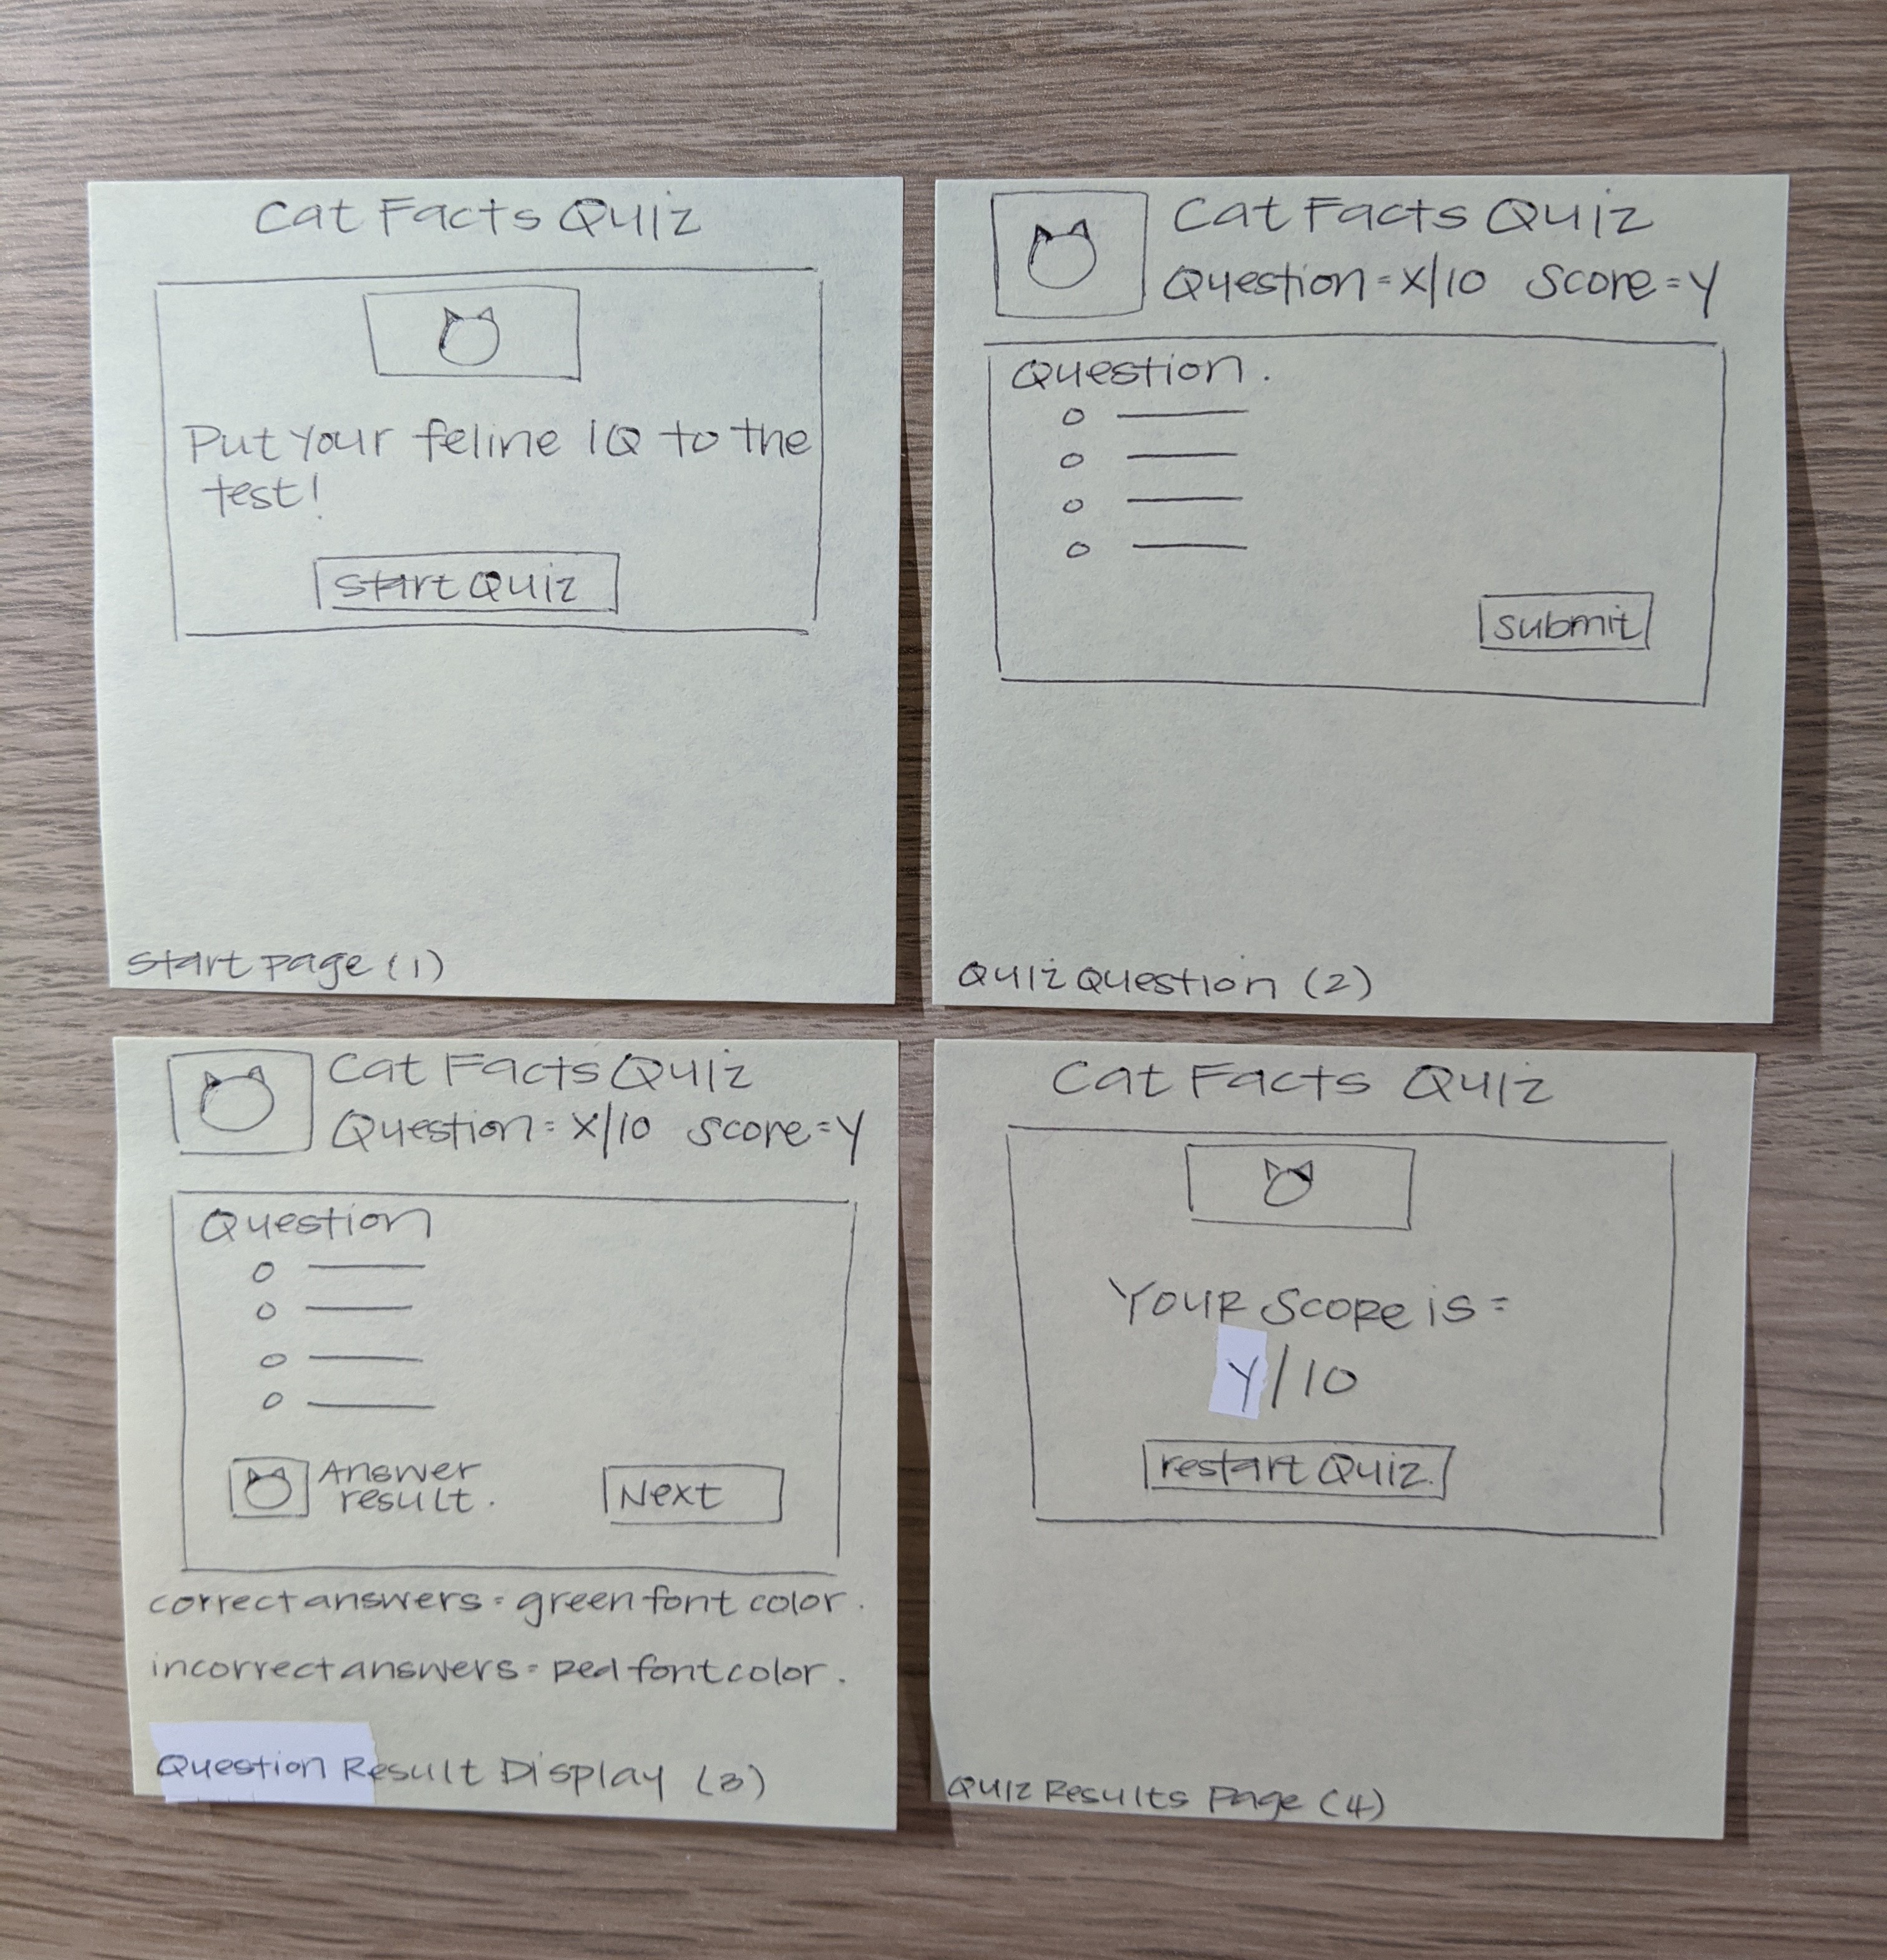 Cat Facts Quiz
Put your feline IQ to the
test!
Start Quiz
Start Page (1)
Cat Facts Quiz
Question = X/10 Score = Y
Question.
submit
Quiz Question (2)
Cat Facts Quiz
Question = X/10 Score = Y
Question
Answer
result.
Next
correct answers = green font color.
incorrect answers = red font color.
Question Result Display (3)
Cat Facts Quiz
Your Score is =
Y/10
restart Quiz.
Quiz Results Page (4)